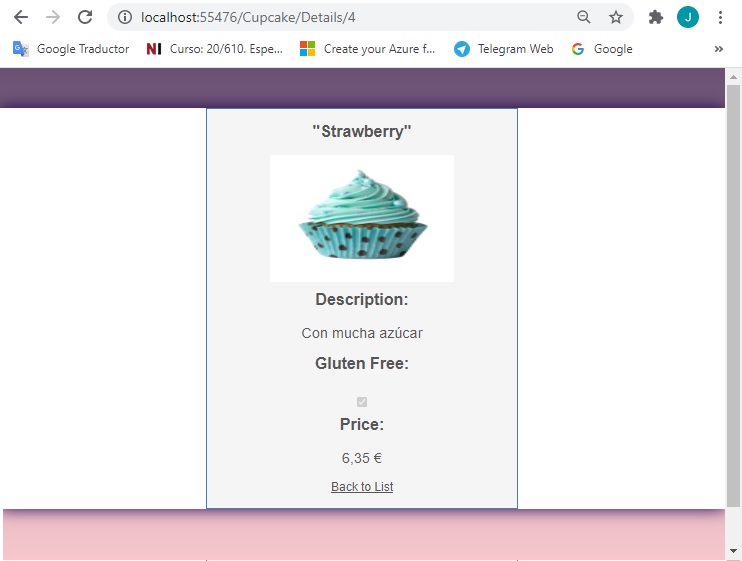 localhost:55476/Cupcake/Details/4
Google Traductor
NI Curso: 20/610. Espe...
Create your Azure f...
Telegram Web
G Google
»
J
"Strawberry"
Description:
Con mucha azúcar
Gluten Free:
Price:
6,35 €
Back to List